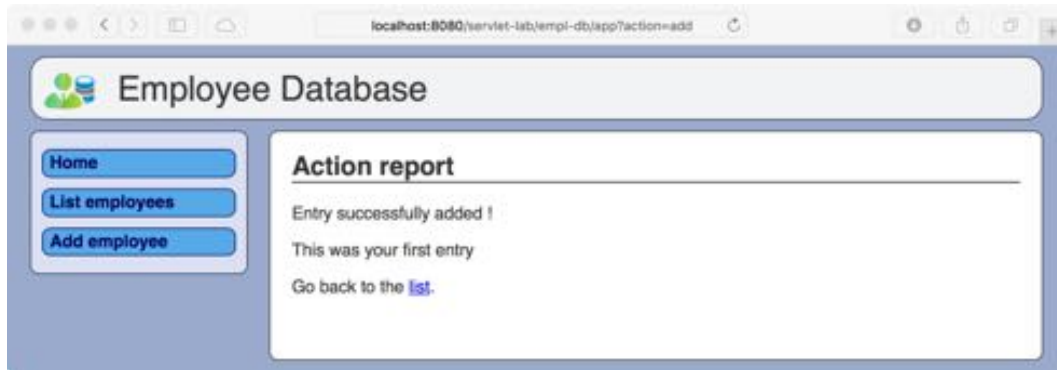 localhost:8080/servlet-lab/empl-db/app?action=add
Employee Database
Home
List employees
Add employee
Action report
Entry successfully added !
This was your first entry
Go back to the list.